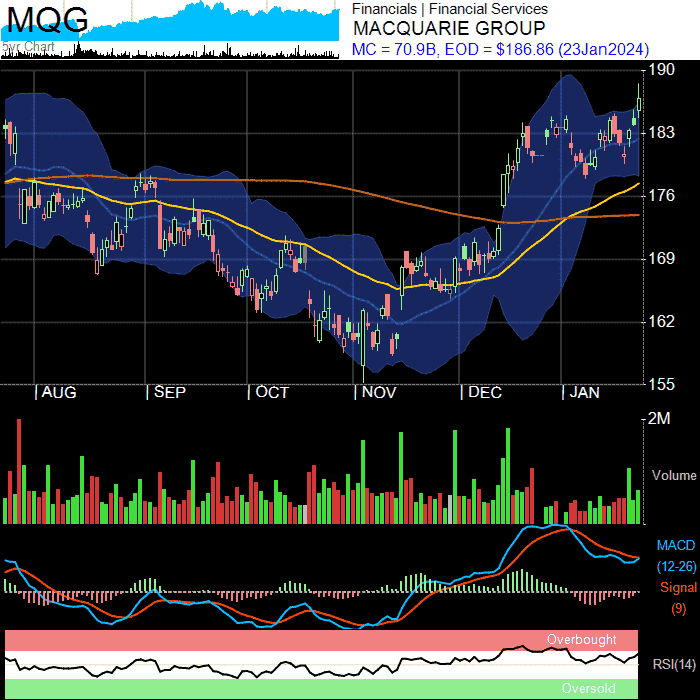 MQG
5yr Chart
Financials | Financial Services
MACQUARIE GROUP
MC = 70.9B, EOD = $186.86 (23Jan2024)
190
183
176
169
162
155
AUG SEP OCT NOV DEC JAN
2M
Volume
MACD
(12-26)
Signal
(9)
Overbought
RSI(14)
Oversold